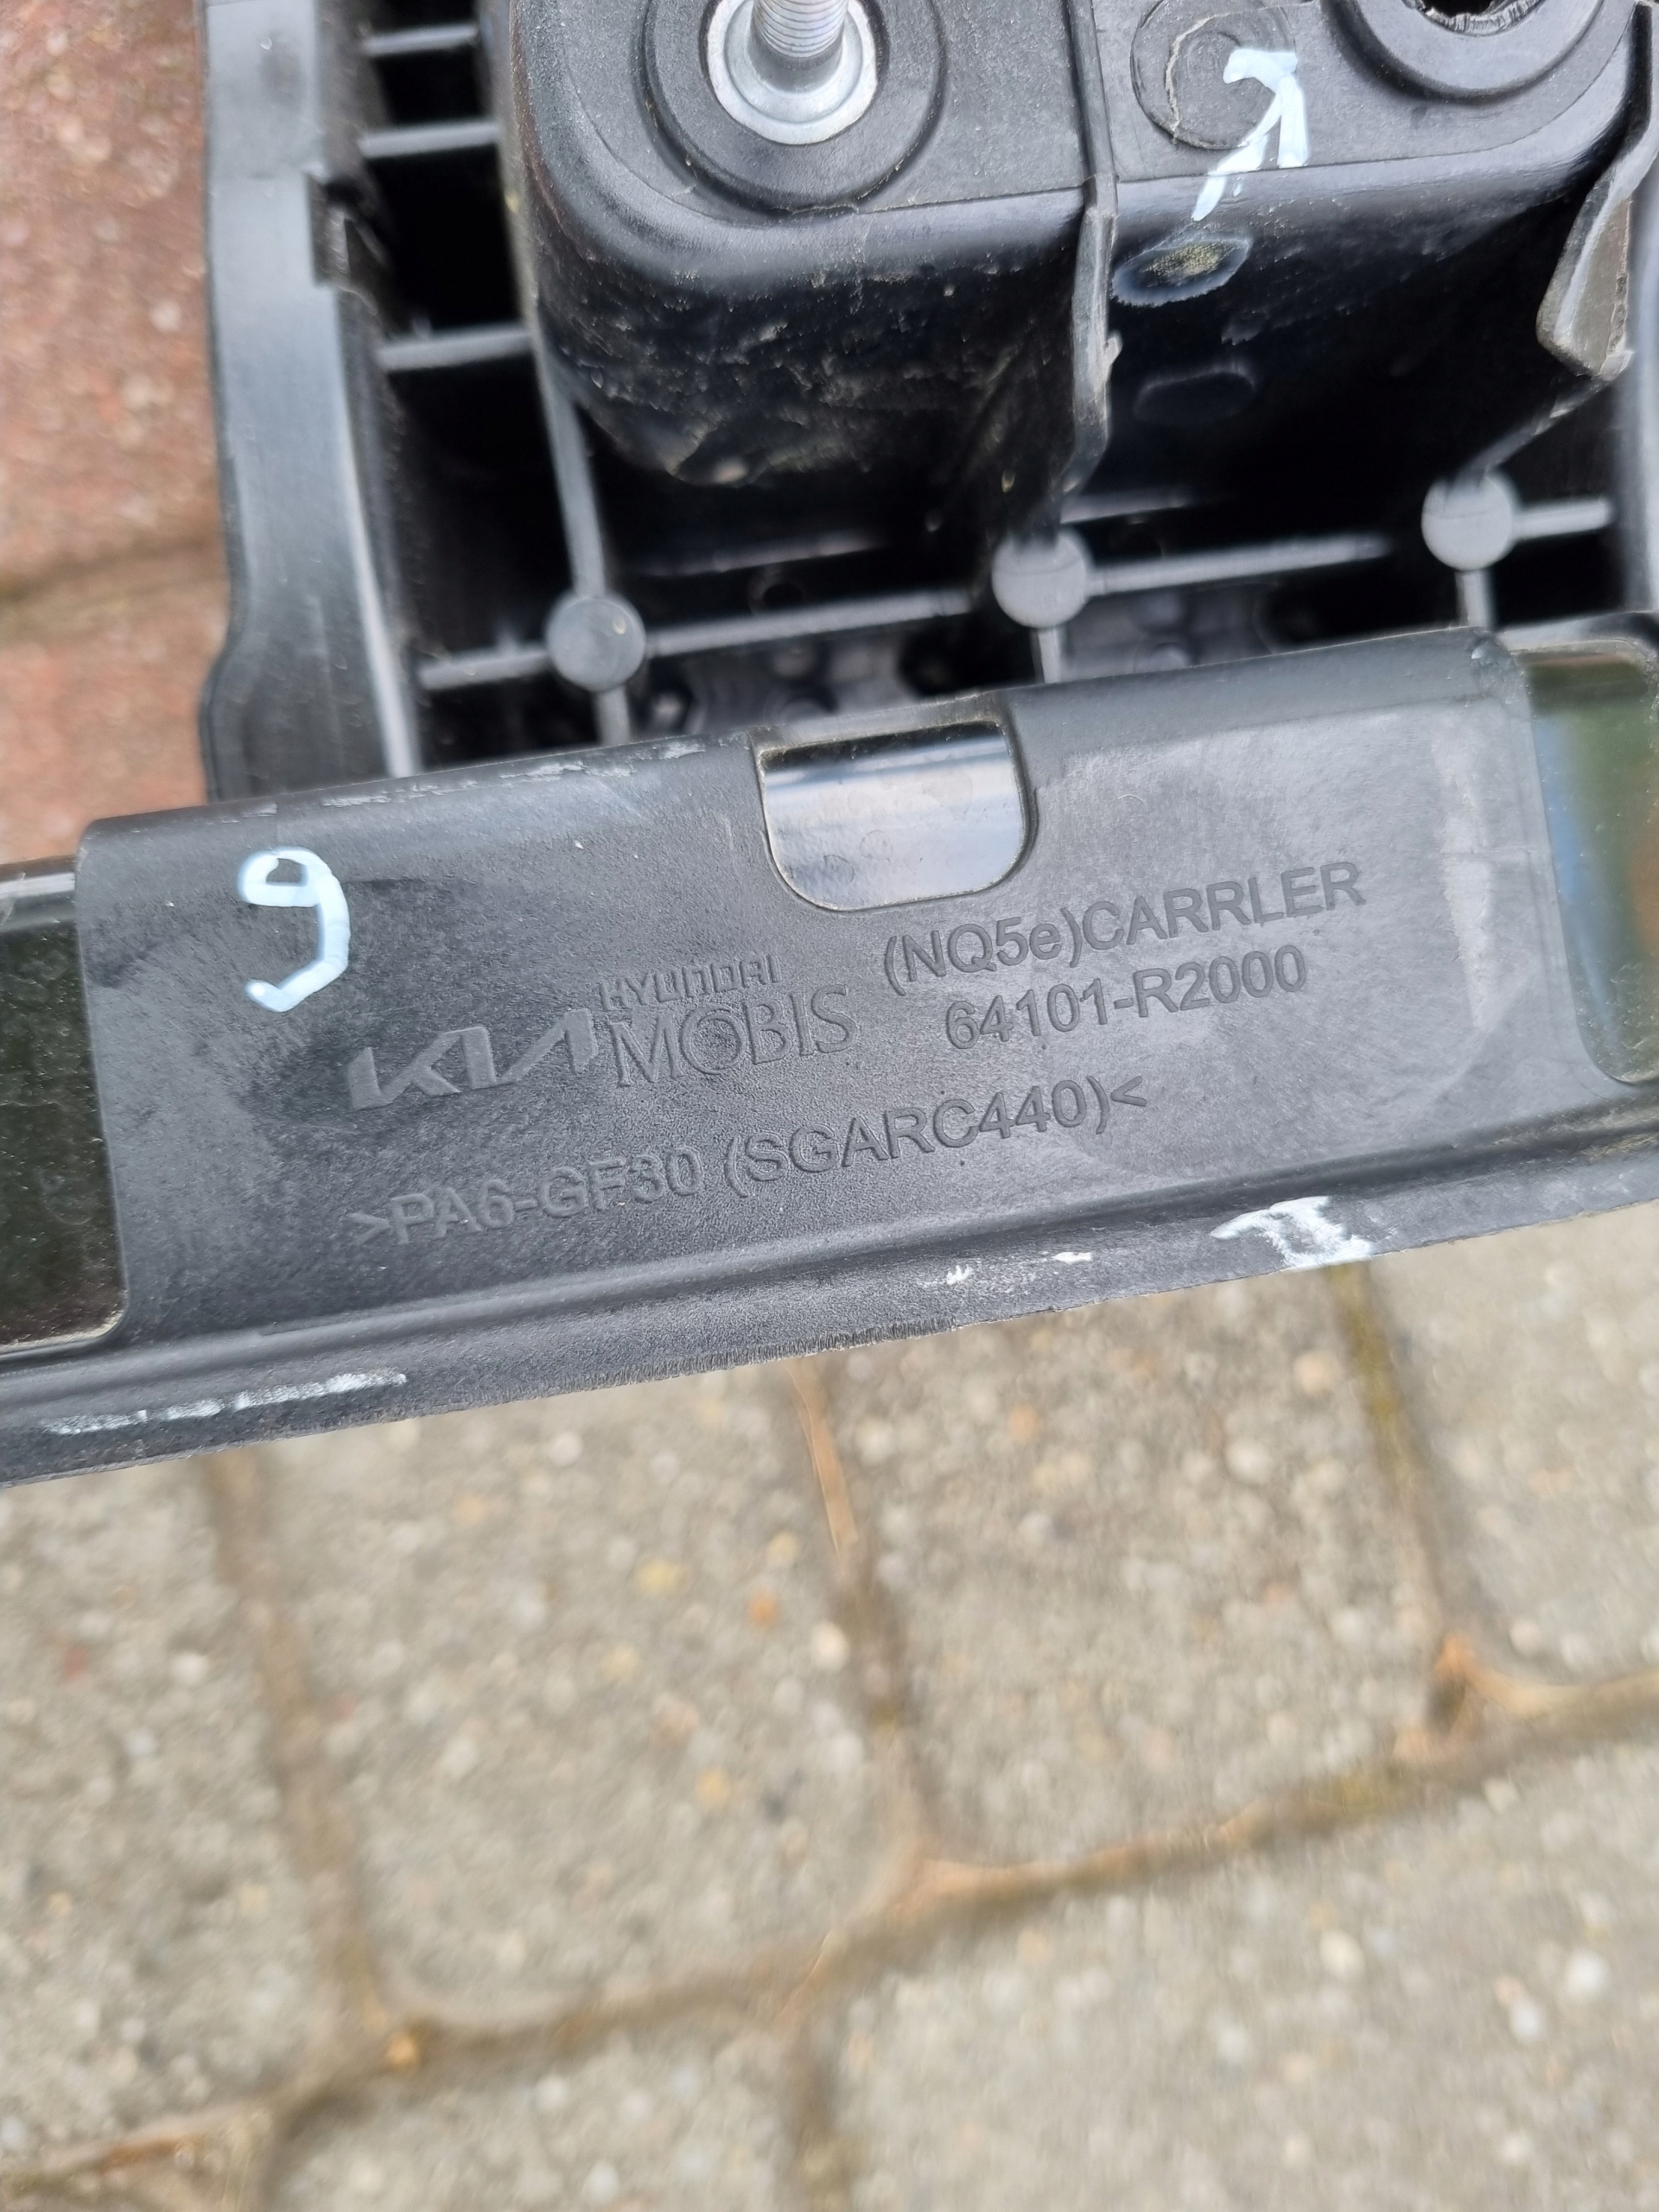 9
KIA
HYUNDAI
MOBIS
(NQ5e)CARRLER
64101-R2000
>PA6-GF30 (SGARC440)<